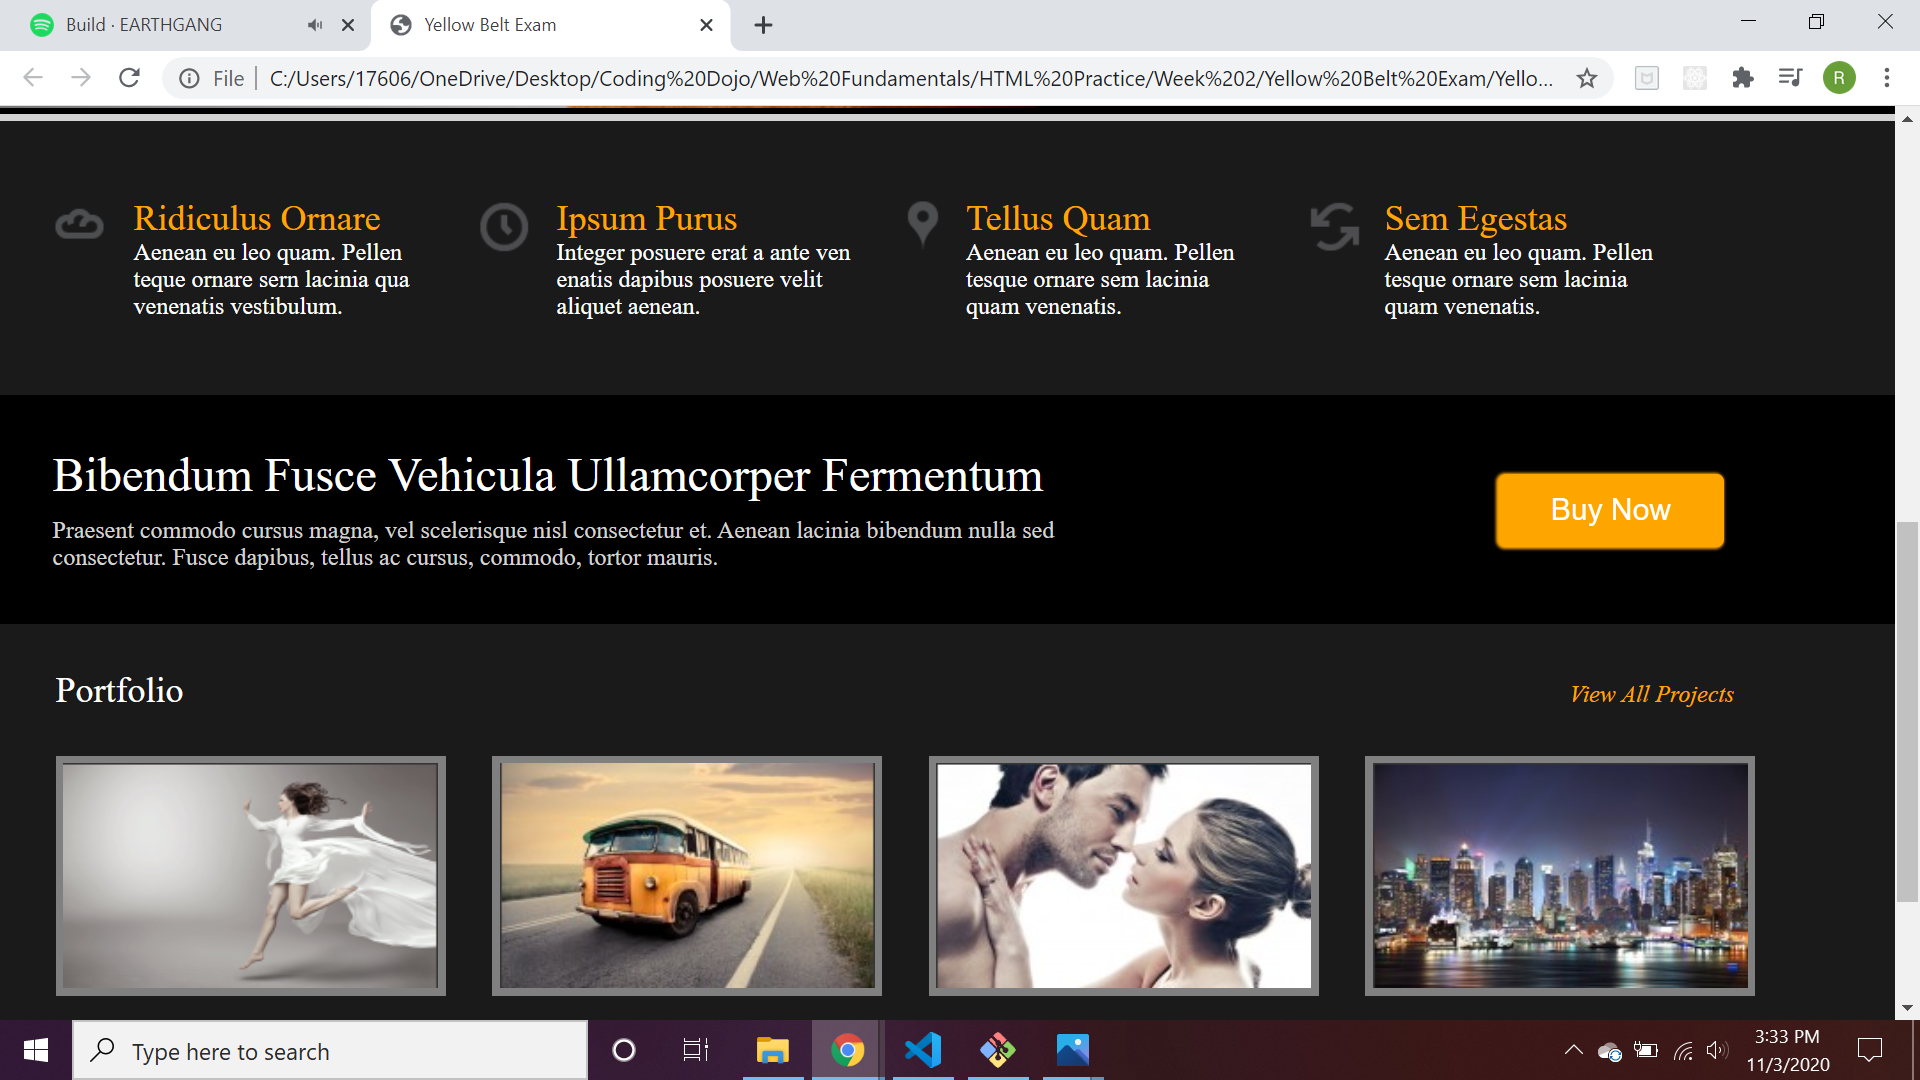 Build · EARTHGANG
Yellow Belt Exam
File
C:/Users/17606/OneDrive/Desktop/Coding%20Dojo/Web%20Fundamentals/HTML%20Practice/Week%202/Yellow%20Belt%20Exam/Yello...
R
Ridiculus Ornare
Aenean eu leo quam. Pellen
teque ornare sern lacinia qua
venenatis vestibulum.
Ipsum Purus
Integer posuere erat a ante ven
enatis dapibus posuere velit
aliquet aenean.
Tellus Quam
Aenean eu leo quam. Pellen
tesque ornare sem lacinia
quam venenatis.
Sem Egestas
Aenean eu leo quam. Pellen
tesque ornare sem lacinia
quam venenatis.
Bibendum Fusce Vehicula Ullamcorper Fermentum
Praesent commodo cursus magna, vel scelerisque nisl consectetur et. Aenean lacinia bibendum nulla sed
consectetur. Fusce dapibus, tellus ac cursus, commodo, tortor mauris.
Buy Now
Portfolio
View All Projects
Type here to search
3:33 PM
11/3/2020